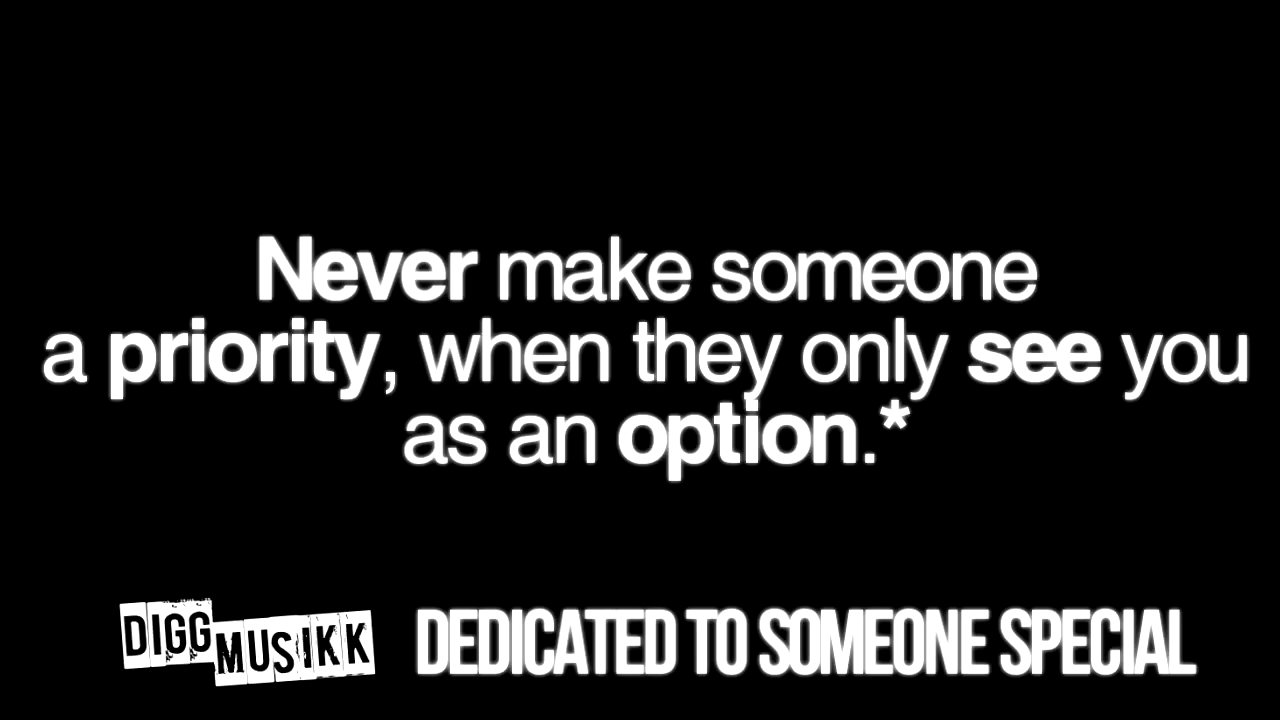 Never make someone
a priority, when they only see you
as an option.*
DIGG
MUSIKK
DEDICATED TO SOMEONE SPECIAL